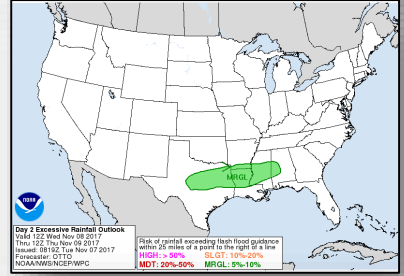 MRGL
noaa
Day 2 Excessive Rainfall Outlook
Valid 12Z Wed Nov 08 2017
Thru 12Z Thu Nov 09 2017
Issued: 0819Z Tue Nov 07 2017
Forecaster: OTTO
NOAA/NWS/NCEP/WPC
Risk of rainfall exceeding flash flood guidance
within 25 miles of a point to the right of a line
HIGH: > 50% SLGT: 10%-20%
MDT: 20%-50% MRGL: 5%-10%